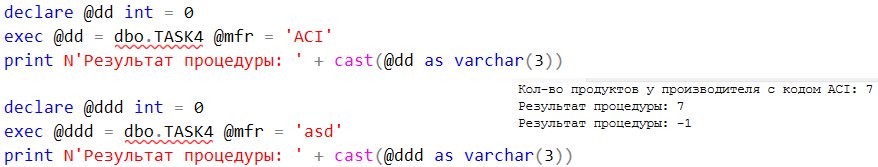 declare @dd int = 0
exec @dd = dbo.TASK4 @mfr = 'ACI'
print N'Результат процедуры: ' + cast(@dd as varchar(3))
declare @ddd int = 0
exec @ddd = dbo.TASK4 @mfr = 'asd'
print N'Результат процедуры: ' + cast(@ddd as varchar(3))
Кол-во продуктов у производителя с кодом ACI: 7
Результат процедуры: 7
Результат процедуры: -1